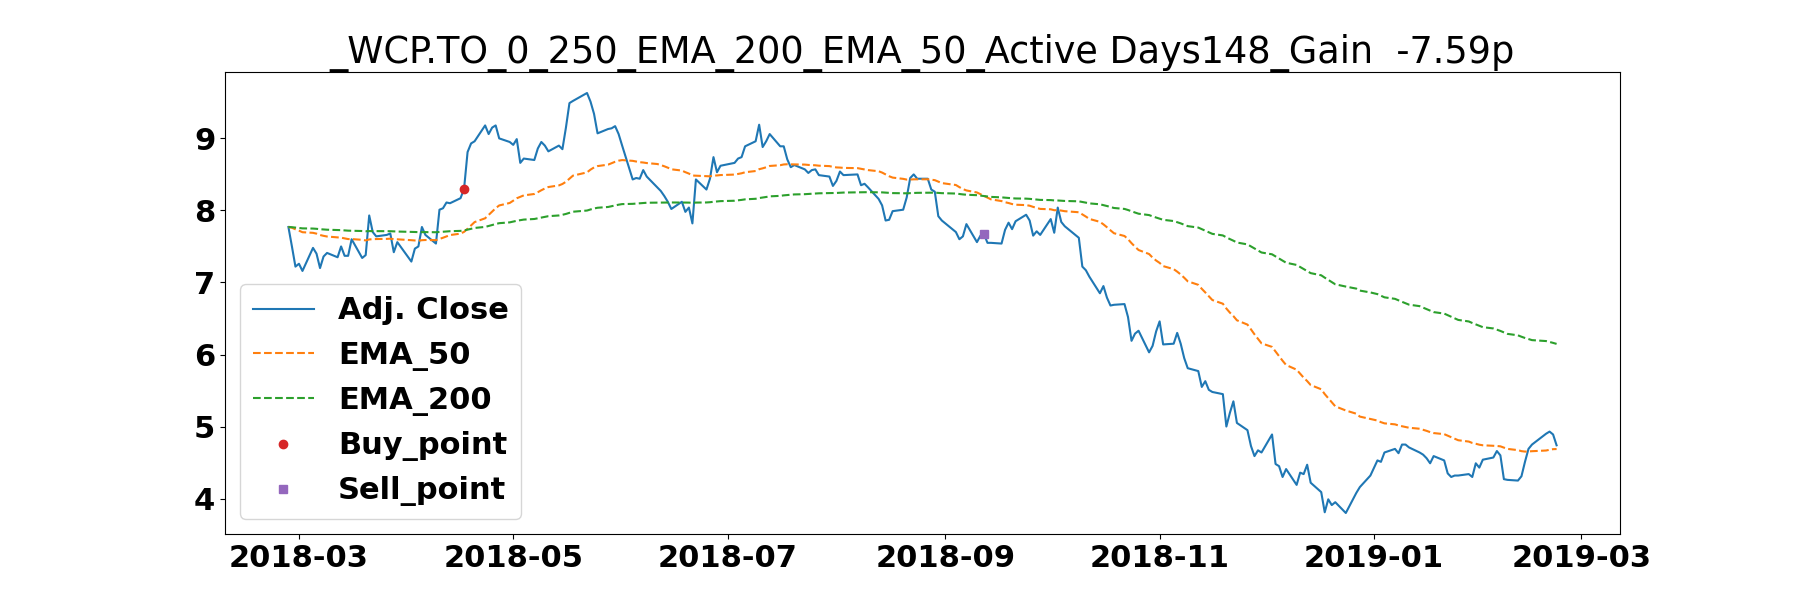 _WCP.TO_0_250_EMA_200_EMA_50_Active Days148_Gain  -7.59p
9
8
7
6
5
4
Adj. Close
EMA_50
EMA_200
Buy_point
Sell_point
2018-03 2018-05 2018-07 2018-09 2018-11 2019-01 2019-03